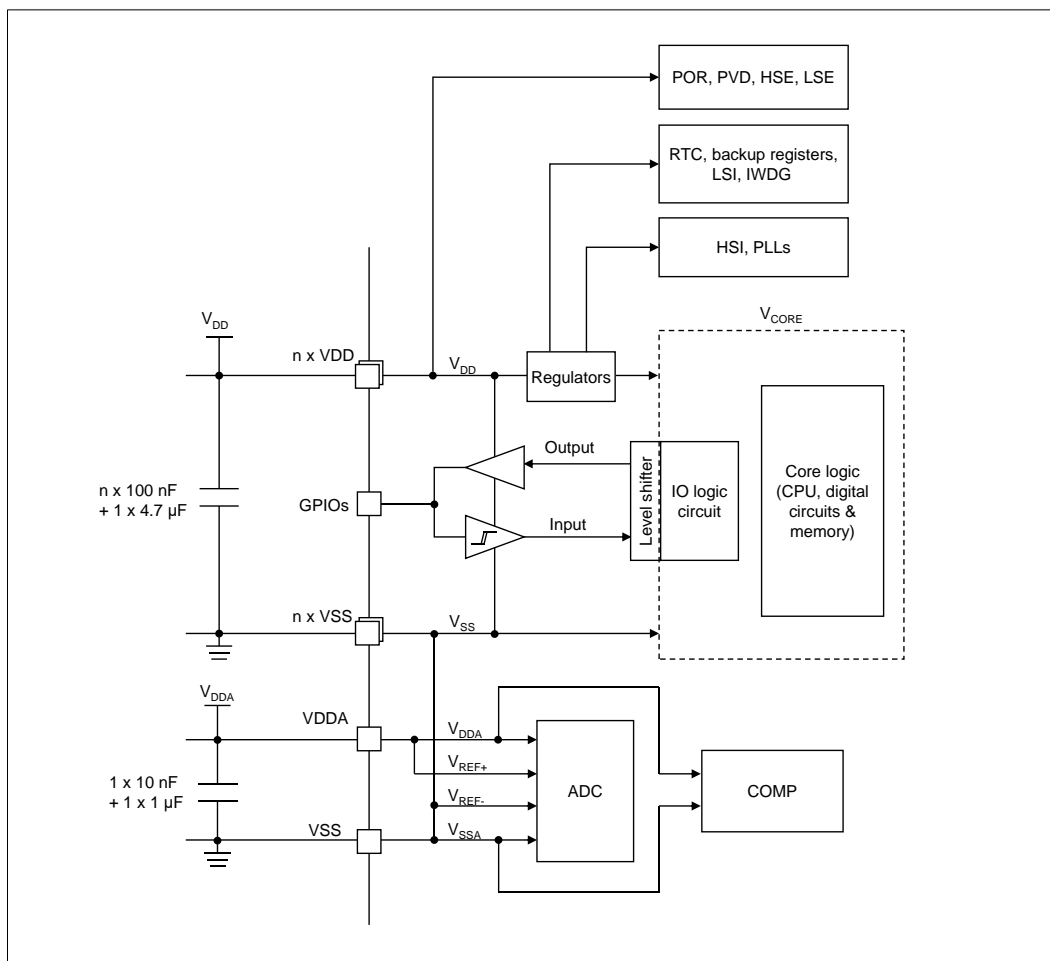 POR, PVD, HSE, LSE
RTC, backup registers,
LSI, IWDG
HSI, PLLs
VCORE
VDD
n x VDD
VDD
Regulators
n x 100 nF
+ 1 x 4.7 µF
GPIOs
Output
Input
Level shifter
IO logic
circuit
Core logic
(CPU, digital
circuits &
memory)
n x VSS
VSS
VDDA
VDDA
VDDA
VREF+
VREF-
VSSA
1 x 10 nF
+ 1 x 1 µF
VSS
ADC
COMP